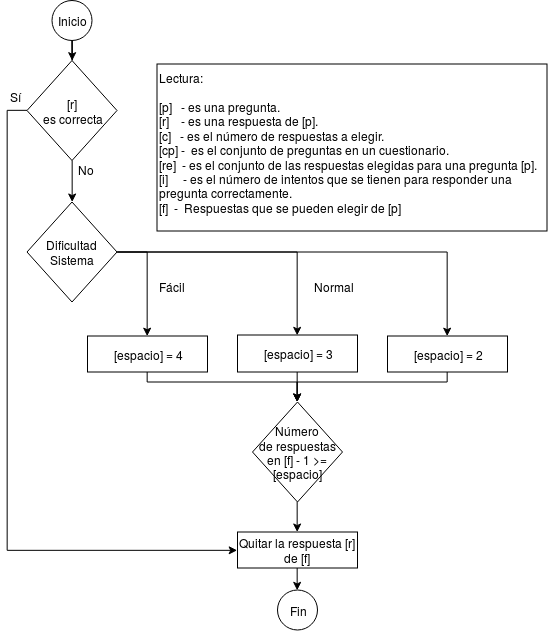 Inicio
Sí
[r]
es correcta
Lectura:
[p] - es una pregunta.
[r] - es una respuesta de [p].
[c] - es el número de respuestas a elegir.
[cp] - es el conjunto de preguntas en un cuestionario.
[re] - es el conjunto de las respuestas elegidas para una pregunta [p].
[i] - es el número de intentos que se tienen para responder una
pregunta correctamente.
[f] - Respuestas que se pueden elegir de [p]
No
Dificultad
Sistema
Fácil
Normal
[espacio] = 4
[espacio] = 3
[espacio] = 2
Número
de respuestas
en [f] - 1 >=
[espacio]
Quitar la respuesta [r]
de [f]
Fin